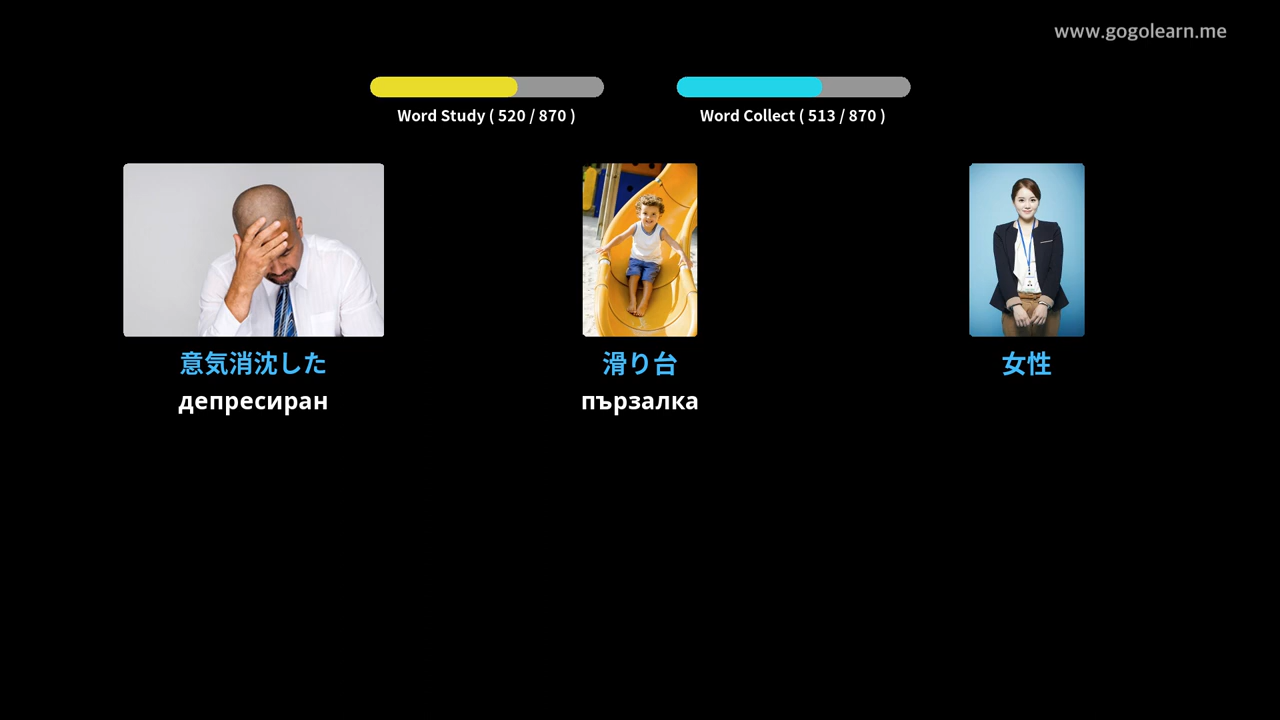 www.gogolearn.me
Word Study ( 520 / 870 )
Word Collect ( 513 / 870 )
意気消沈した
滑り台
女性
депресиран
пързалка